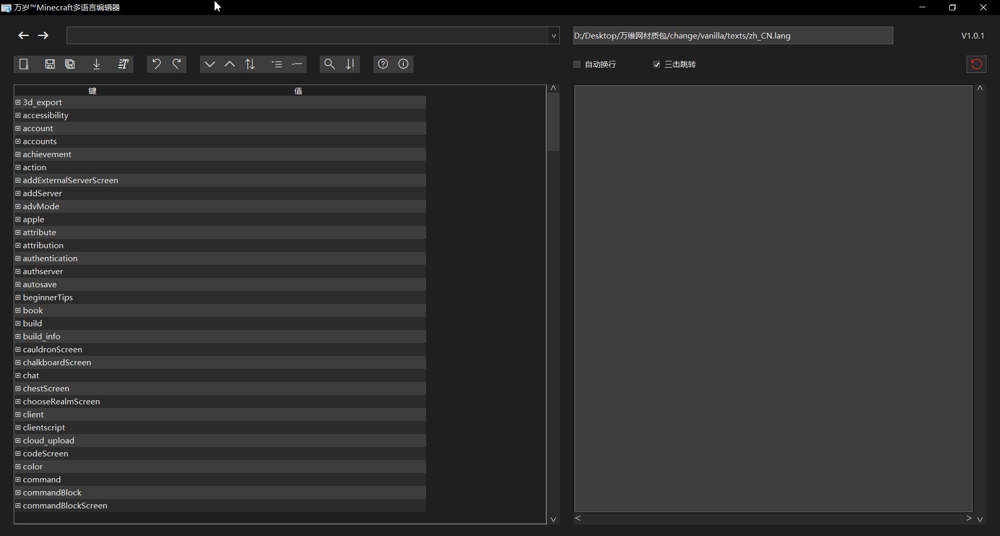 万岁™Minecraft多语言编辑器
D:/Desktop/万维网材质包/change/vanilla/texts/zh_CN.lang
V1.0.1
自动换行
三击跳转
键 值
3d_export
accessibility
account
accounts
achievement
action
addExternalServerScreen
addServer
advMode
apple
attribute
attribution
authentication
authserver
autosave
beginnerTips
book
build
build_info
cauldronScreen
chalkboardScreen
chat
chestScreen
chooseRealmScreen
client
clientscript
cloud_upload
codeScreen
color
command
commandBlock
commandBlockScreen